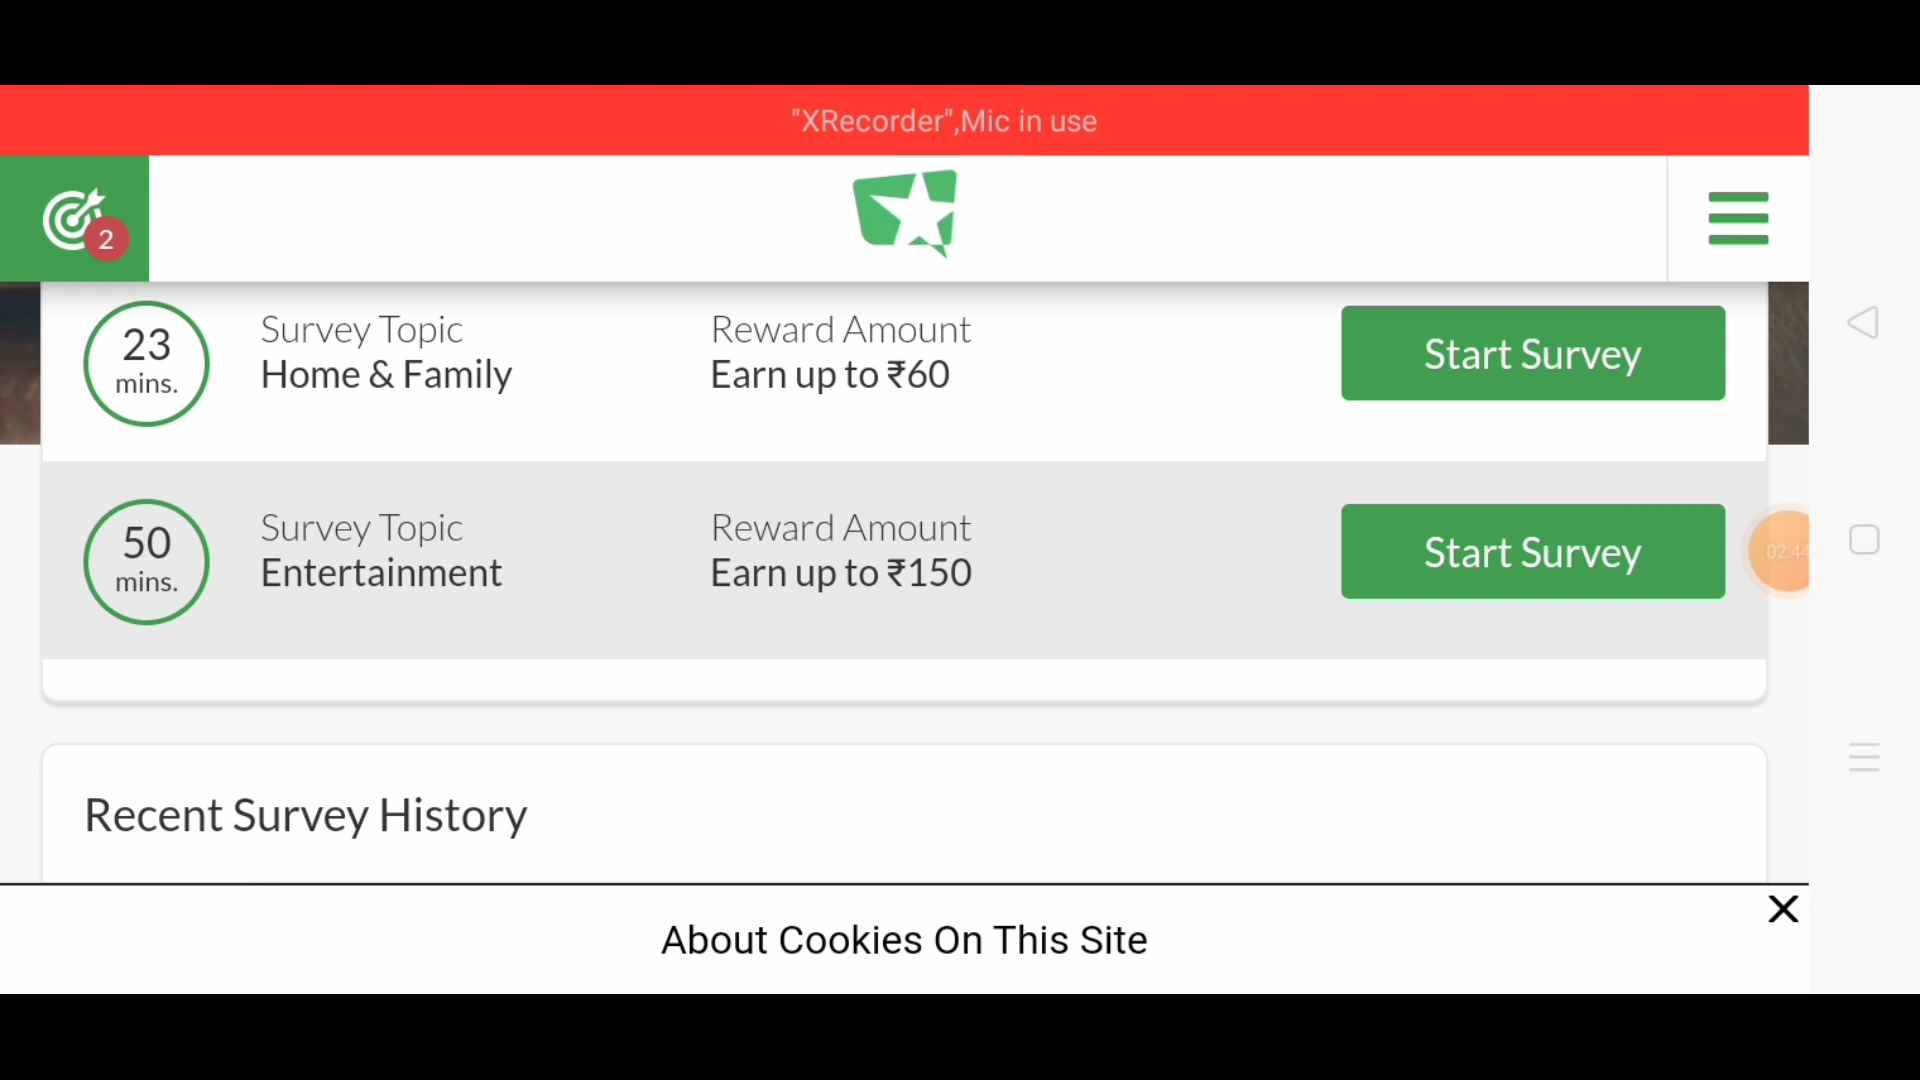 "XRecorder",Mic in use
2
23
mins.
Survey Topic
Home & Family
Reward Amount
Earn up to ₹60
Start Survey
50
mins.
Survey Topic
Entertainment
Reward Amount
Earn up to ₹150
Start Survey
02:44
Recent Survey History
About Cookies On This Site